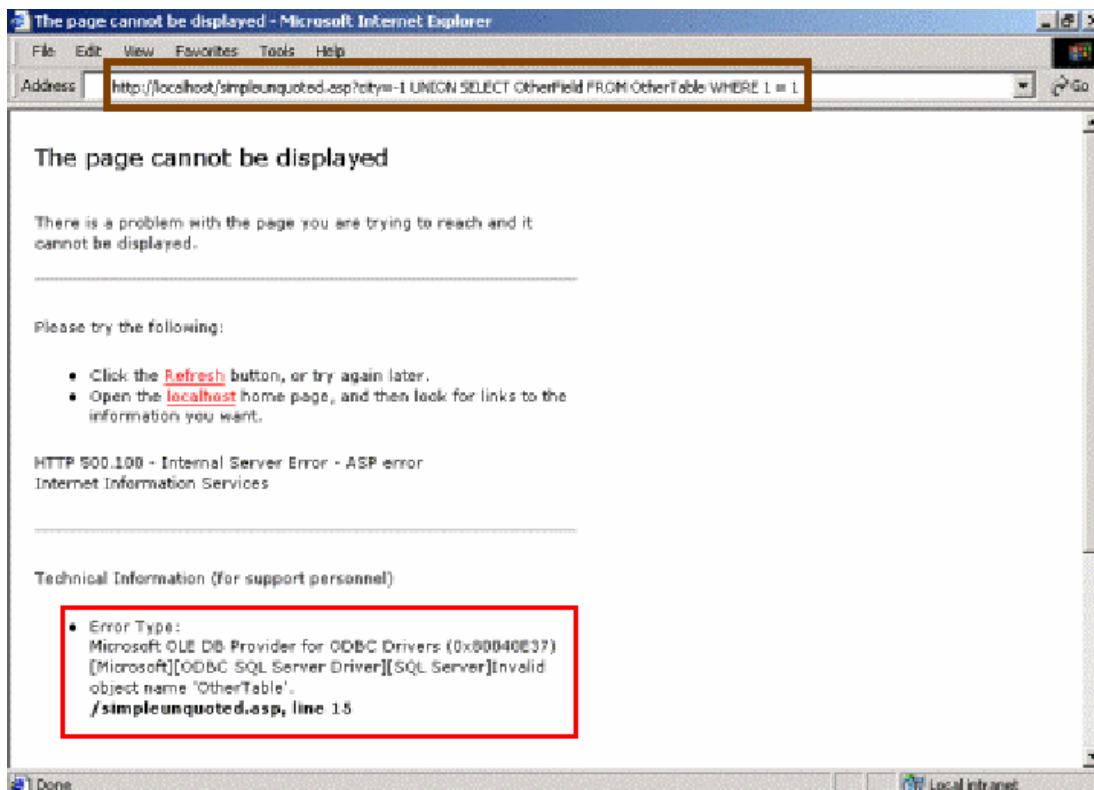 The page cannot be displayed - Microsoft Internet Explorer
File Edit View Favorites Tools Help
Address http://localhost/simpleunquoted.asp?city=-1 UNION SELECT OtherField FROM OtherTable WHERE 1 = 1 Go
The page cannot be displayed
There is a problem with the page you are trying to reach and it
cannot be displayed.
Please try the following:
• Click the Refresh button, or try again later.
• Open the localhost home page, and then look for links to the
information you want.
HTTP 500.100 - Internal Server Error - ASP error
Internet Information Services
Technical Information (for support personnel)
• Error Type:
Microsoft OLE DB Provider for ODBC Drivers (0x80040E37)
[Microsoft][ODBC SQL Server Driver][SQL Server]Invalid
object name 'OtherTable'.
/simpleunquoted.asp, line 15
Done Local intranet